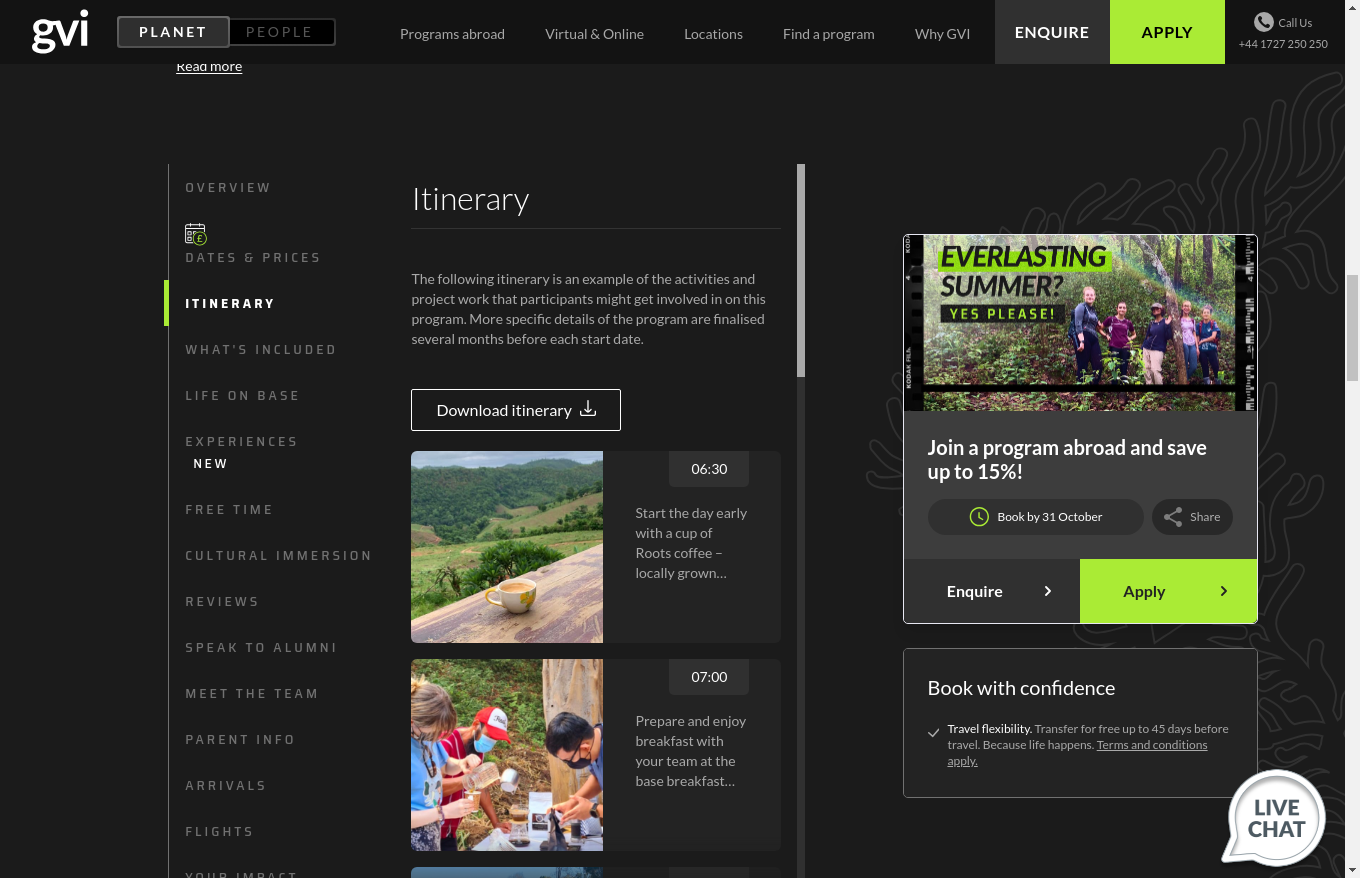 gvi
PLANET
PEOPLE
Programs abroad
Virtual & Online
Locations
Find a program
Why GVI
ENQUIRE
APPLY
Call Us
+44 1727 250 250
Read more
OVERVIEW
£
DATES & PRICES
ITINERARY
WHAT'S INCLUDED
LIFE ON BASE
EXPERIENCES
NEW
FREE TIME
CULTURAL IMMERSION
REVIEWS
SPEAK TO ALUMNI
MEET THE TEAM
PARENT INFO
ARRIVALS
FLIGHTS
YOUR IMPACT
Itinerary
The following itinerary is an example of the activities and
project work that participants might get involved in on this
program. More specific details of the program are finalised
several months before each start date.
Download itinerary
06:30
Start the day early
with a cup of
Roots coffee –
locally grown...
07:00
Prepare and enjoy
breakfast with
your team at the
base breakfast...
EVERLASTING
SUMMER?
YES PLEASE!
KODAK FILM
Join a program abroad and save
up to 15%!
Book by 31 October
Share
Enquire
Apply
Book with confidence
Travel flexibility. Transfer for free up to 45 days before
travel. Because life happens. Terms and conditions
apply.
LIVE
CHAT